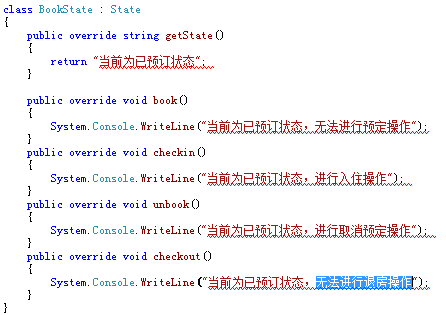 class BookState : State
{
    public override string getState()
    {
        return "当前为已预订状态";
    }

    public override void book()
    {
        System.Console.WriteLine("当前为已预订状态，无法进行预定操作");
    }
    public override void checkin()
    {
        System.Console.WriteLine("当前为已预订状态，进行入住操作");
    }
    public override void unbook()
    {
        System.Console.WriteLine("当前为已预订状态，进行取消预定操作");
    }
    public override void checkout()
    {
        System.Console.WriteLine("当前为已预订状态，无法进行退房操作");
    }
}